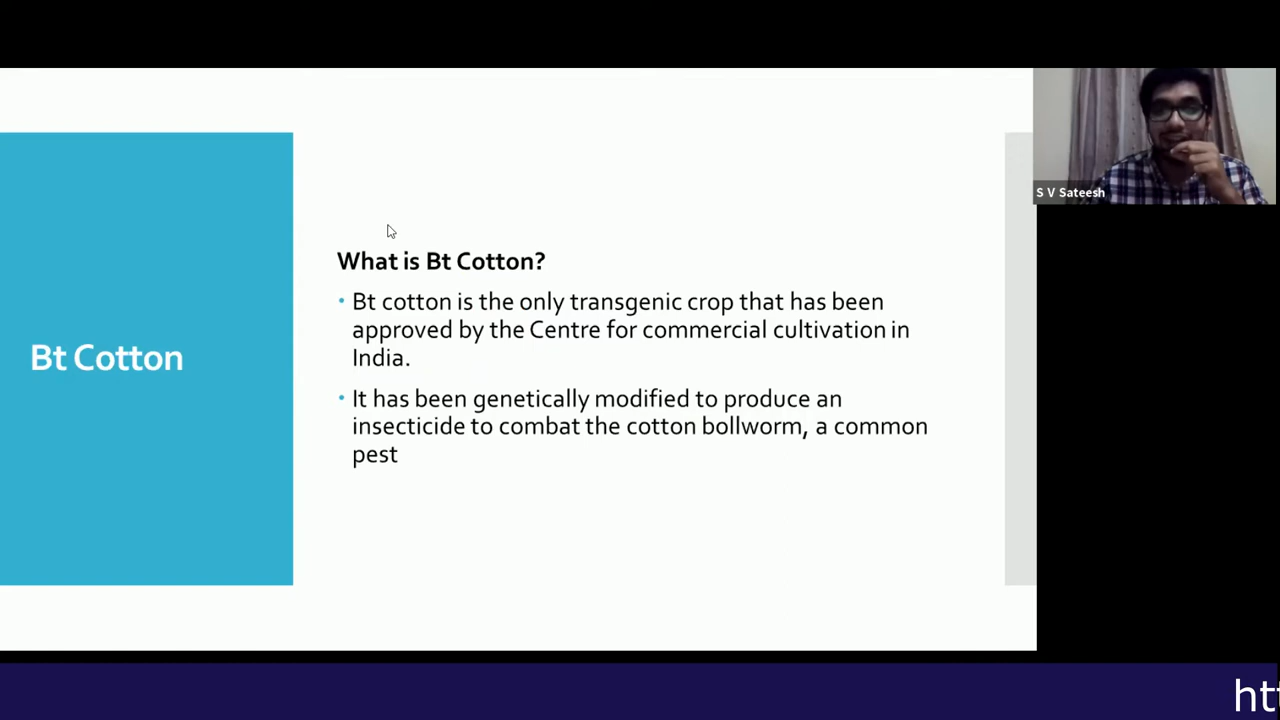 S V Sateesh
What is Bt Cotton?
• Bt cotton is the only transgenic crop that has been
approved by the Centre for commercial cultivation in
India.
Bt Cotton
• It has been genetically modified to produce an
insecticide to combat the cotton bollworm, a common
pest